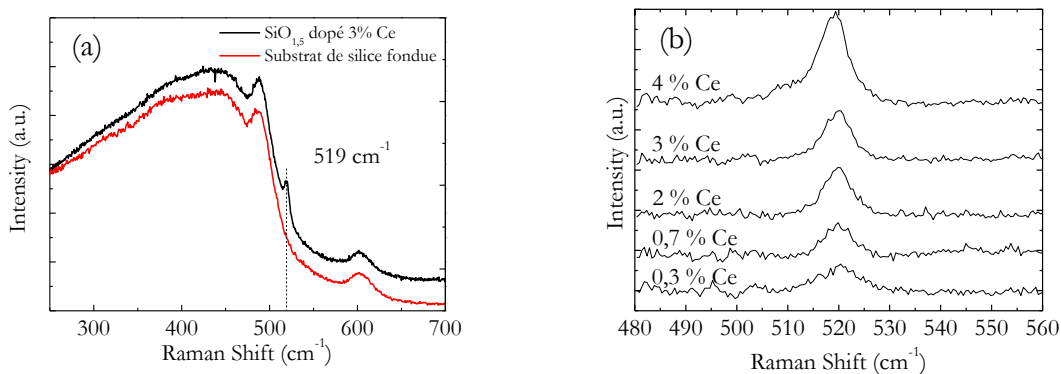 (a)
SiO1,5 dopé 3% Ce
Substrat de silice fondue
519 cm-1
Intensity (a.u.)
300 400 500 600 700
Raman Shift (cm-1)
(b)
4 % Ce
3 % Ce
2 % Ce
0,7 % Ce
0,3 % Ce
Intensity (a.u.)
480 490 500 510 520 530 540 550 560
Raman Shift (cm-1)